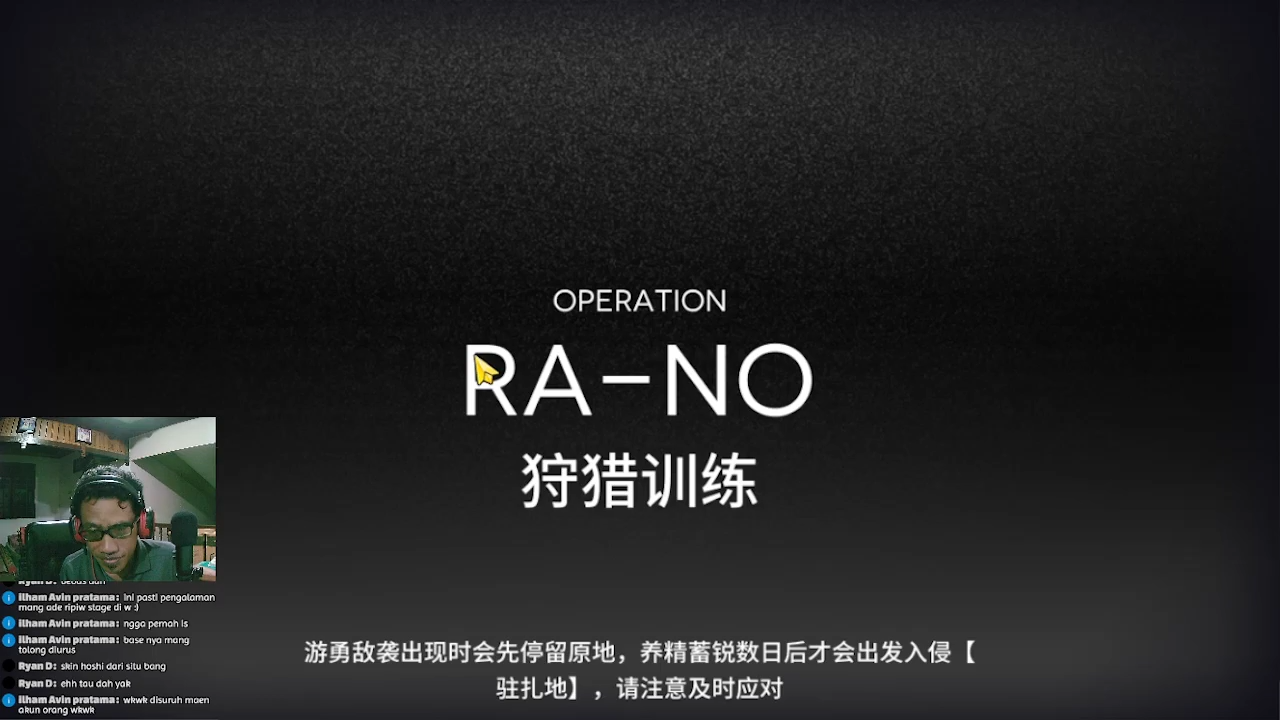 OPERATION
RA-NO
狩猎训练
游勇敌袭出现时会先停留原地，养精蓄锐数日后才会出发入侵【
驻扎地】，请注意及时应对
Ilham Avin pratama: Ini pasti pengalaman
mang ade ripiw stage di w :)
Ilham Avin pratama: ngga pernah is
Ilham Avin pratama: base nya mang
tolong diurus
Ryan D: skin hoshi dari situ bang
Ryan D: ehh tau dah yak
Ilham Avin pratama: wkwk disuruh maen
akun orang wkwk